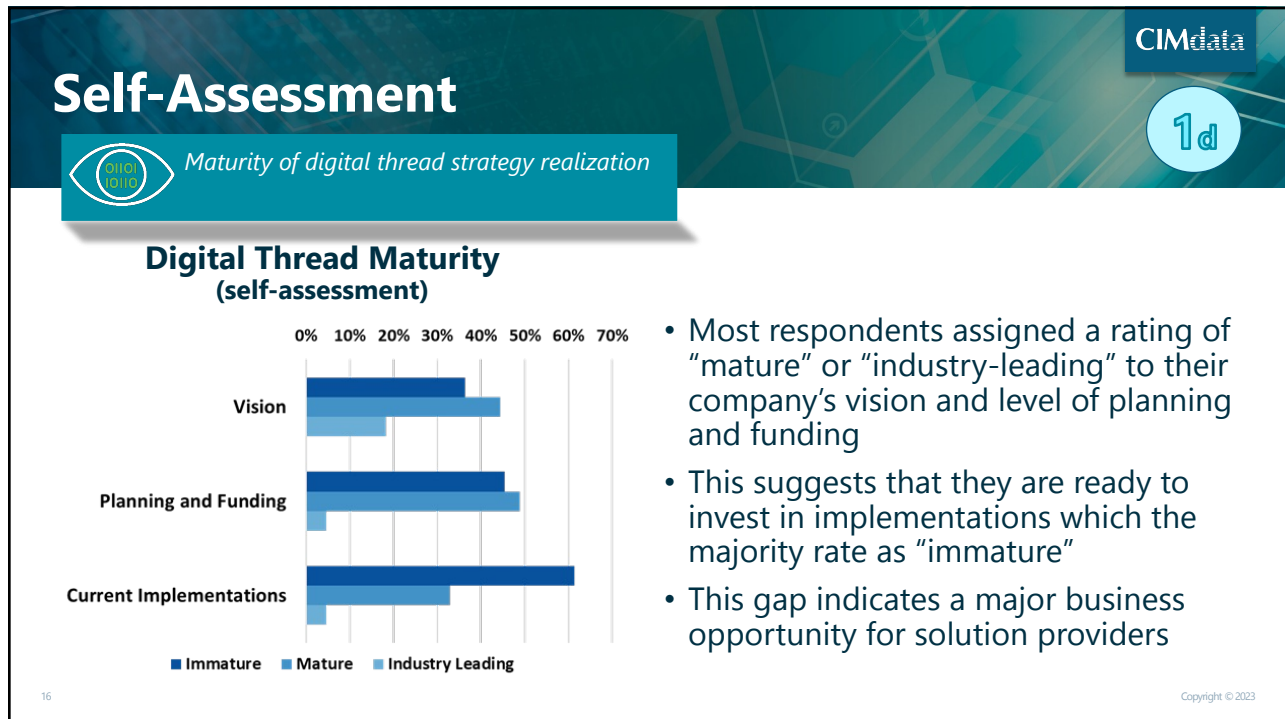 CIMdata
Self-Assessment
1d
01101
10110
Maturity of digital thread strategy realization
Digital Thread Maturity
(self-assessment)
0% 10% 20% 30% 40% 50% 60% 70%
Vision
Planning and Funding
Current Implementations
Immature Mature Industry Leading
• Most respondents assigned a rating of
“mature” or “industry-leading” to their
company’s vision and level of planning
and funding
• This suggests that they are ready to
invest in implementations which the
majority rate as “immature”
• This gap indicates a major business
opportunity for solution providers
16
Copyright © 2023